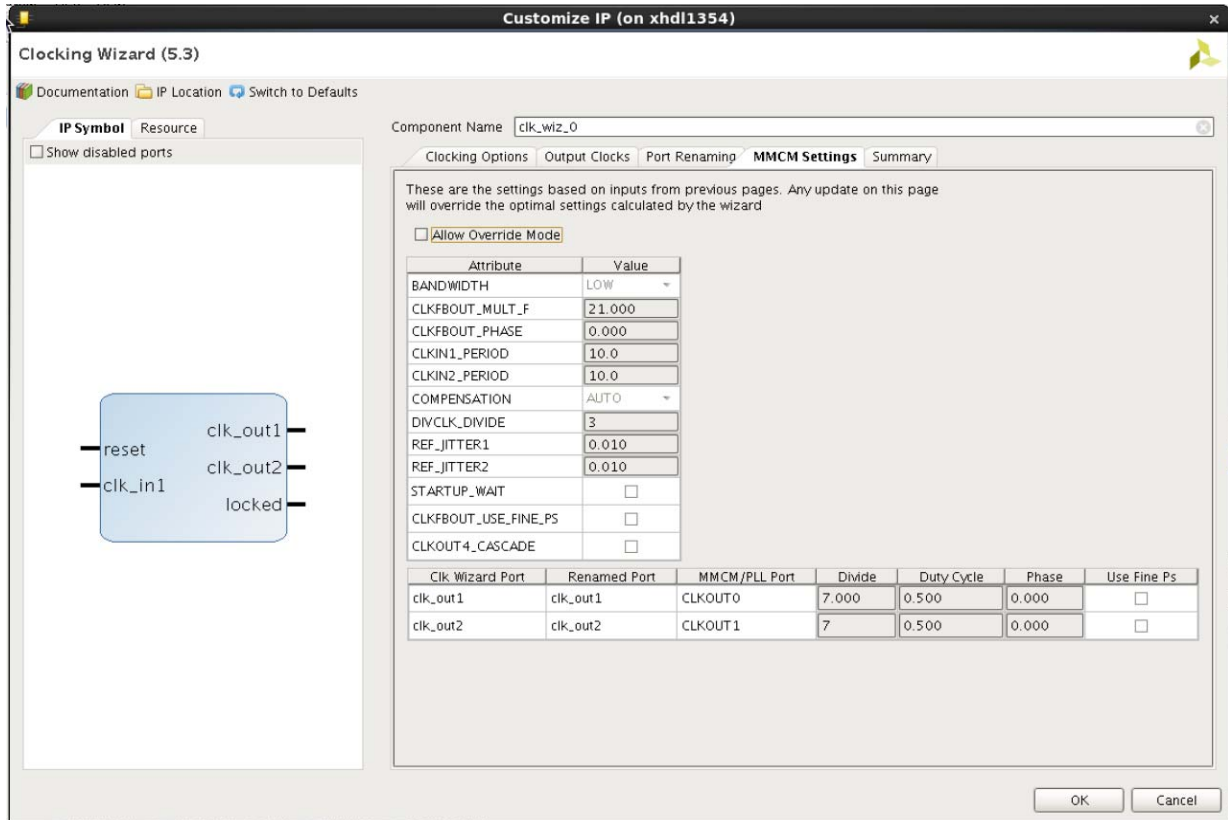 Customize IP (on xhdl1354)
Clocking Wizard (5.3)
Documentation IP Location Switch to Defaults
IP Symbol Resource
Show disabled ports
reset
clk_in1
clk_out1
clk_out2
locked
Component Name clk_wiz_0
Clocking Options Output Clocks Port Renaming MMCM Settings Summary
These are the settings based on inputs from previous pages. Any update on this page
will override the optimal settings calculated by the wizard
Allow Override Mode
Attribute Value
BANDWIDTH LOW
CLKFBOUT_MULT_F 21.000
CLKFBOUT_PHASE 0.000
CLKIN1_PERIOD 10.0
CLKIN2_PERIOD 10.0
COMPENSATION AUTO
DIVCLK_DIVIDE 3
REF_JITTER1 0.010
REF_JITTER2 0.010
STARTUP_WAIT
CLKFBOUT_USE_FINE_PS
CLKOUT4_CASCADE
Clk Wizard Port Renamed Port MMCM/PLL Port Divide Duty Cycle Phase Use Fine Ps
clk_out1 clk_out1 CLKOUT0 7.000 0.500 0.000
clk_out2 clk_out2 CLKOUT1 7 0.500 0.000
OK Cancel